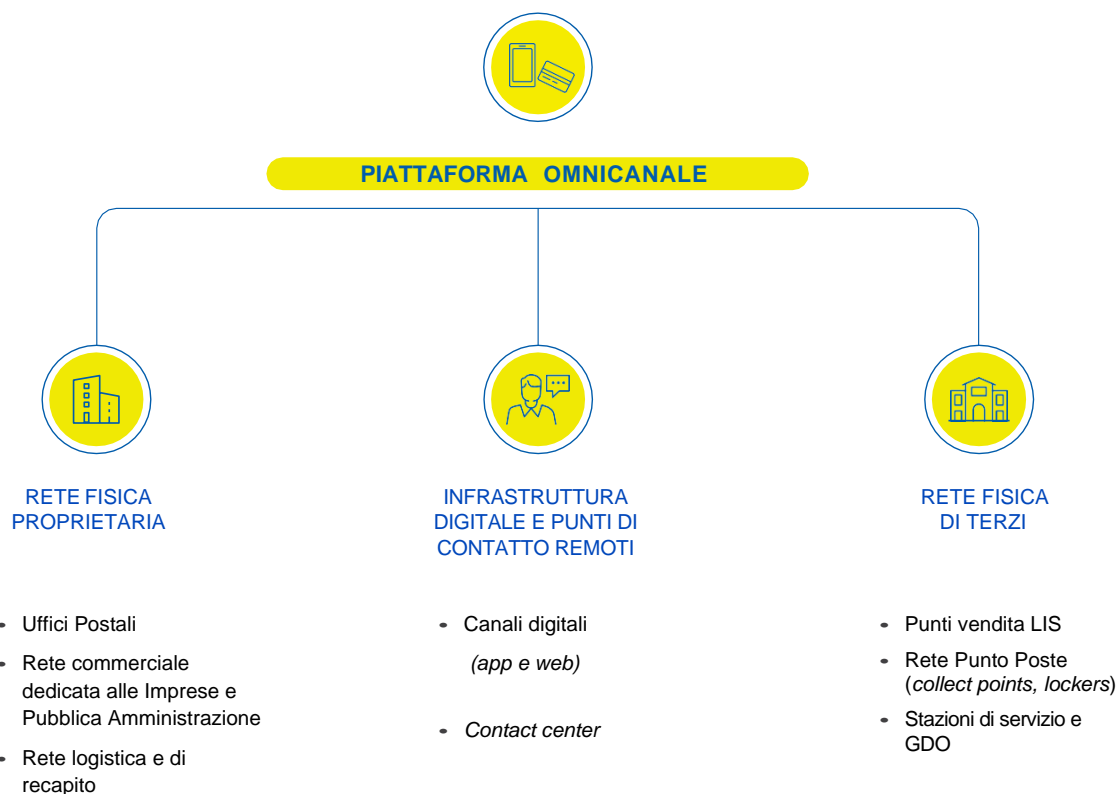 PIATTAFORMA OMNICANALE
RETE FISICA
PROPRIETARIA
• Uffici Postali
• Rete commerciale
dedicata alle Imprese e
Pubblica Amministrazione
• Rete logistica e di
recapito
INFRASTRUTTURA
DIGITALE E PUNTI DI
CONTATTO REMOTI
• Canali digitali
(app e web)
• Contact center
RETE FISICA
DI TERZI
• Punti vendita LIS
• Rete Punto Poste
(collect points, lockers)
• Stazioni di servizio e
GDO